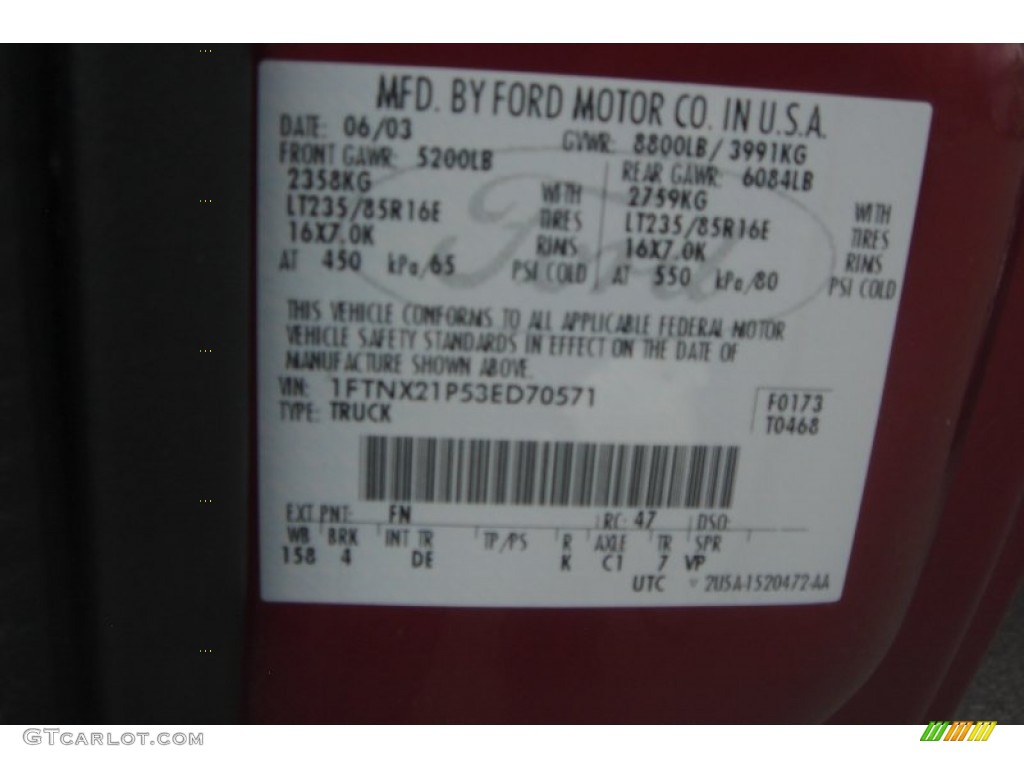 MFD. BY FORD MOTOR CO. IN U.S.A.
DATE: 06/03 GVWR: 8800LB/ 3991KG
FRONT GAWR: 5200LB REAR GAWR: 6084LB
2358KG WITH 2759KG WITH
LT235/85R16E TIRES LT235/85R16E TIRES
16X7.0K RIMS 16X7.0K RIMS
AT 450 kPa/65 PSI COLD AT 550 kPa/80 PSI COLD
Ford
THIS VEHICLE CONFORMS TO ALL APPLICABLE FEDERAL MOTOR
VEHICLE SAFETY STANDARDS IN EFFECT ON THE DATE OF
MANUFACTURE SHOWN ABOVE.
VIN: 1FTNX21P53ED70571 F0173
TYPE: TRUCK T0468
EXT PNT: FN RC: 47 DSO:
WB BRK INT TR TP/PS R AXLE TR SPR
158 4 DE K C1 7 VP
UTC 2U5A-1520472-AA
GTCarlot.com